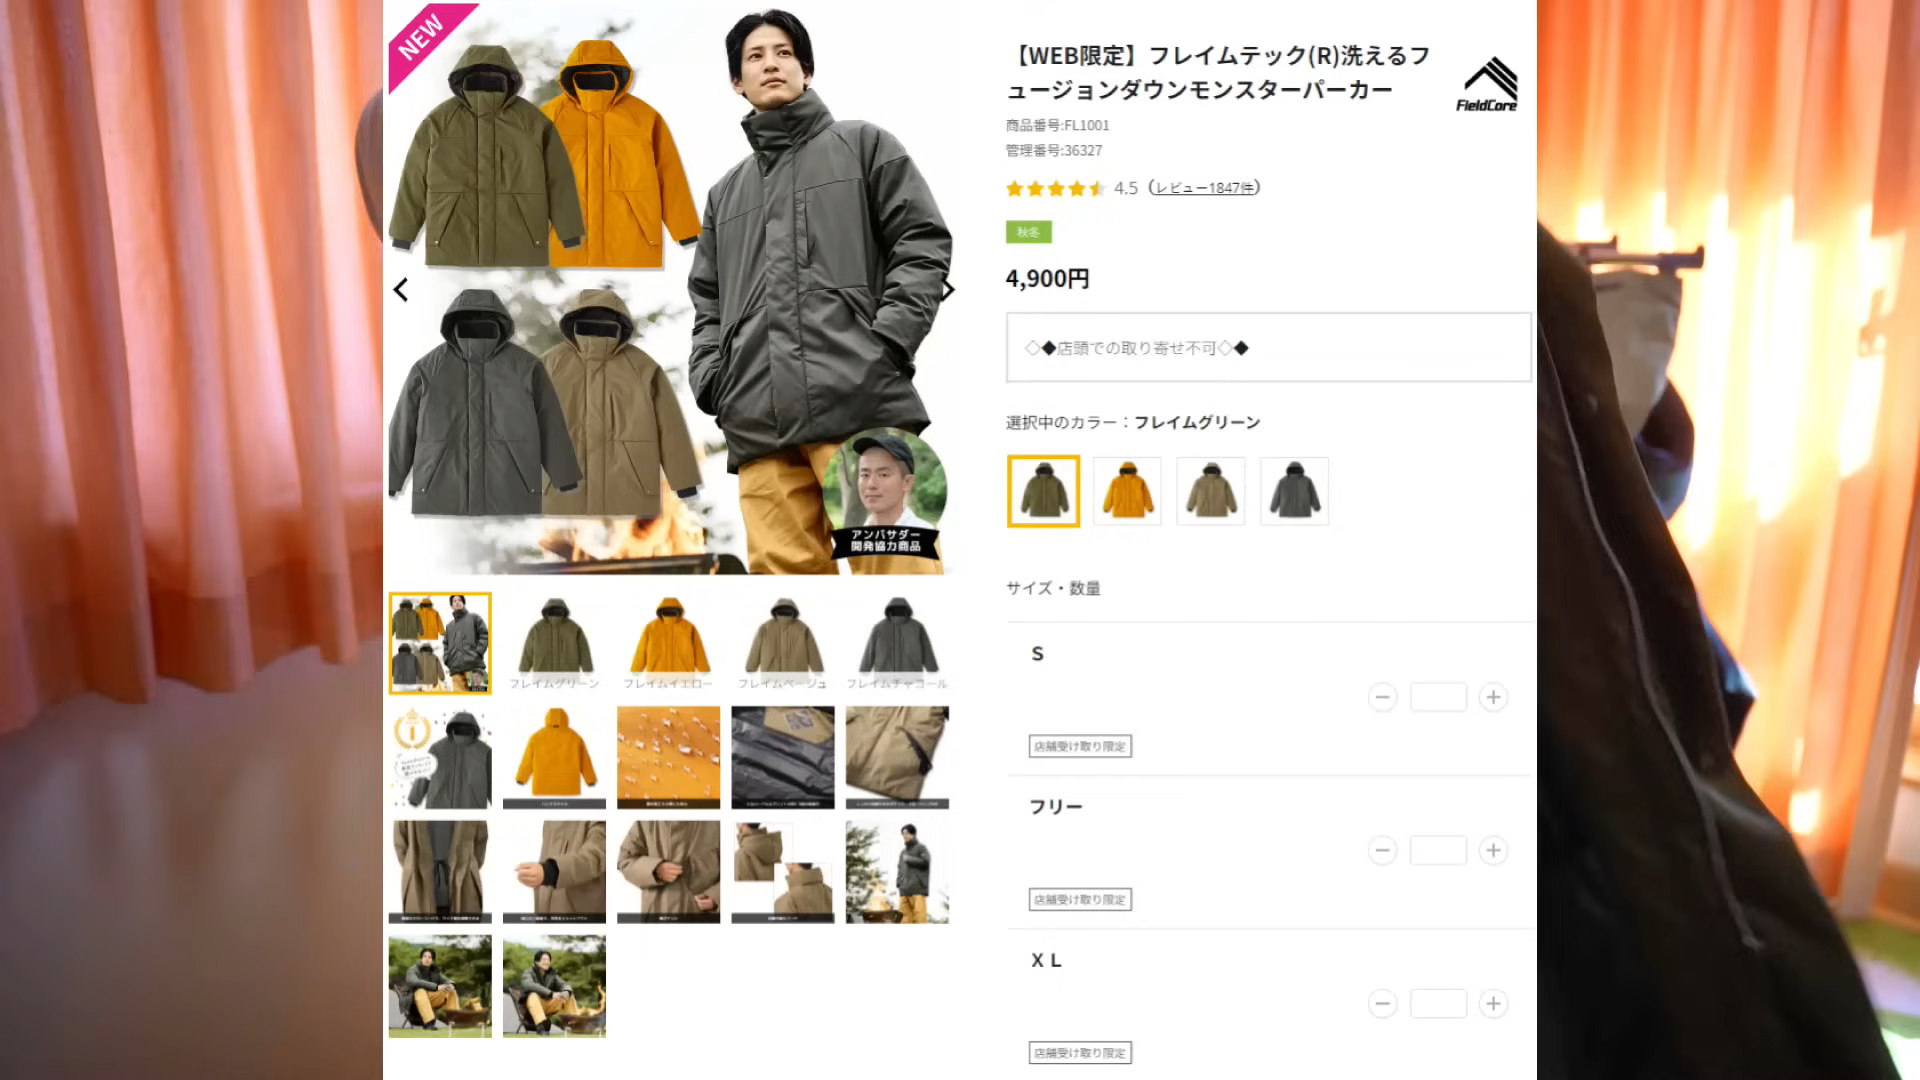 NEW
アンバサダー
開発協力商品
フレイムグリーン
フレイムイエロー
フレイムベージュ
フレイムチャコール
【WEB限定】フレイムテック(R)洗えるフ
ュージョンダウンモンスターパーカー
FieldCore
商品番号:FL1001
管理番号:36327
4.5（レビュー1847件）
秋冬
4,900円
◇◆店頭での取り寄せ不可◇◆
選択中のカラー：フレイムグリーン
サイズ・数量
S
店舗受け取り限定
フリー
店舗受け取り限定
ＸＬ
店舗受け取り限定